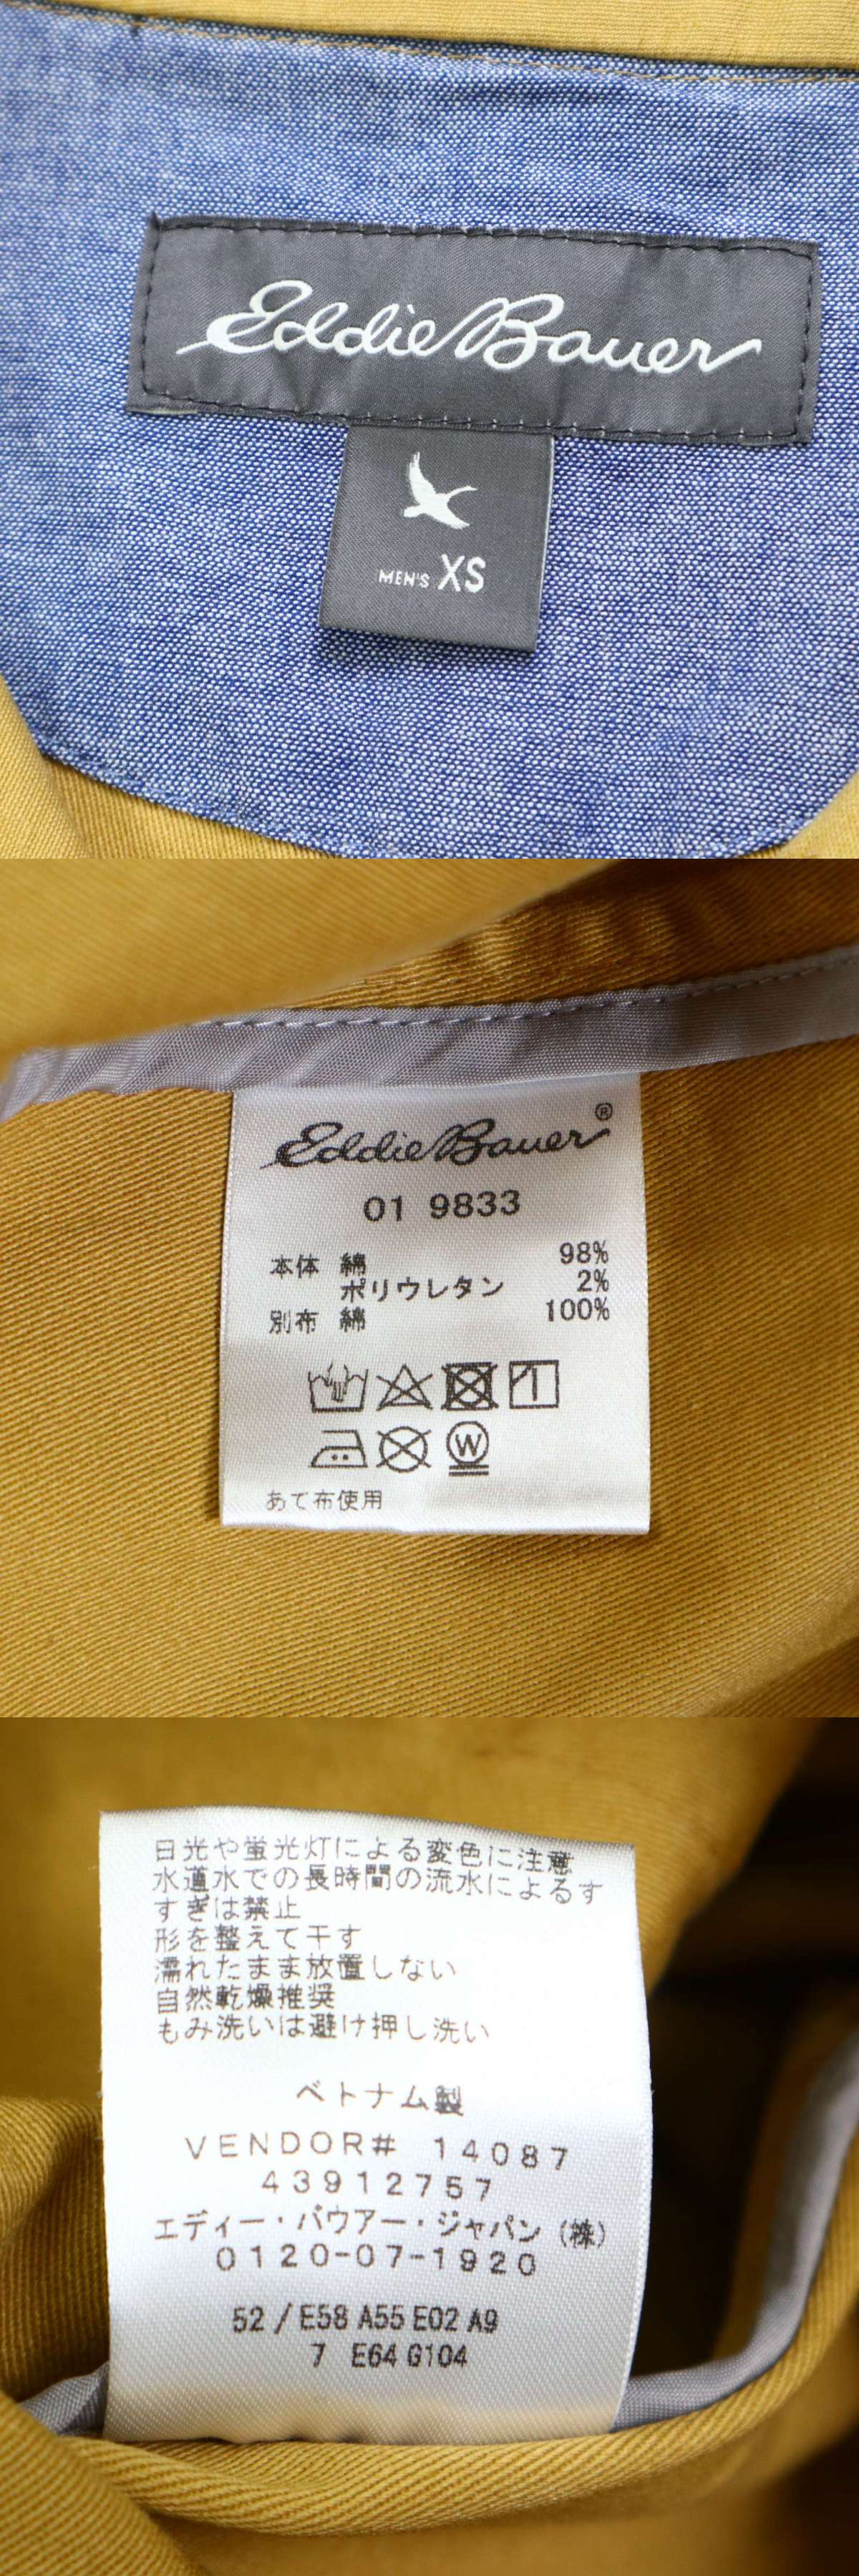 Eddie Bauer
MEN'S XS
Eddie Bauer®
01 9833
本体 綿 98%
ポリウレタン 2%
別布 綿 100%
W
あて布使用
日光や蛍光灯による変色に注意
水道水での長時間の流水によるす
すぎは禁止
形を整えて干す
濡れたまま放置しない
自然乾燥推奨
もみ洗いは避け押し洗い
ベトナム製
VENDOR# 14087
43912757
エディー・バウアー・ジャパン(株)
0120-07-1920
52 / E58 A55 E02 A9
7 E64 G104